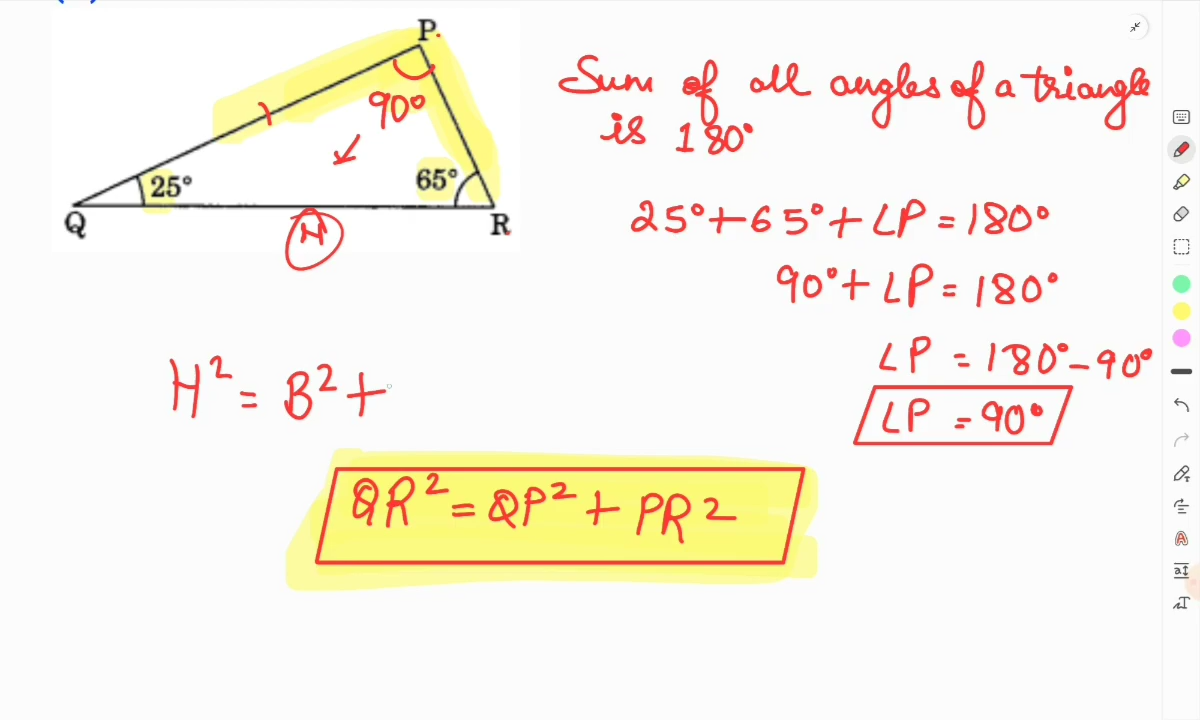 P.
90°
25°
65°
Q
H
R
Sum of all angles of a triangle
is 180°
25° + 65° + ∠P = 180°
90° + ∠P = 180°
∠P = 180° - 90°
∠P = 90°
H² = B² +
QR² = QP² + PR²